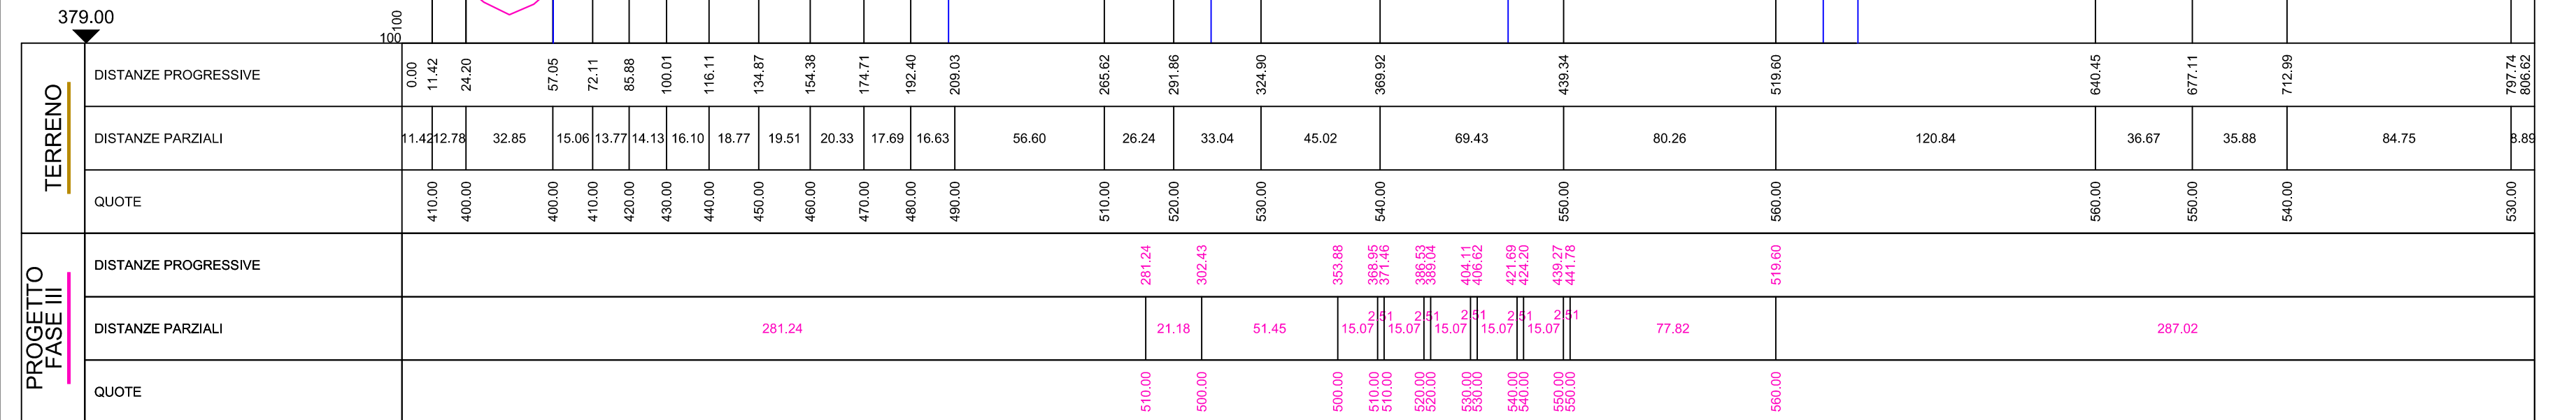 379.00
100
100
TERRENO
DISTANZE PROGRESSIVE
0.00 11.42 24.20 57.05 72.11 85.88 100.01 116.11 134.87 154.38 174.71 192.40 209.03 265.62 291.86 324.90 369.92 439.34 519.60 640.45 677.11 712.99 797.74 806.62
DISTANZE PARZIALI
11.42 12.78 32.85 15.06 13.77 14.13 16.10 18.77 19.51 20.33 17.69 16.63 56.60 26.24 33.04 45.02 69.43 80.26 120.84 36.67 35.88 84.75 8.89
QUOTE
410.00 400.00 400.00 410.00 420.00 430.00 440.00 450.00 460.00 470.00 480.00 490.00 510.00 520.00 530.00 540.00 550.00 560.00 560.00 550.00 540.00 530.00
PROGETTO
FASE III
DISTANZE PROGRESSIVE
281.24 302.43 353.88 368.95 371.46 386.53 389.04 404.11 406.62 421.69 424.20 439.27 441.78 519.60
DISTANZE PARZIALI
281.24 21.18 51.45 15.07 2.51 15.07 2.51 15.07 2.51 15.07 2.51 15.07 2.51 77.82 287.02
QUOTE
510.00 500.00 500.00 510.00 510.00 520.00 520.00 530.00 530.00 540.00 540.00 550.00 550.00 560.00